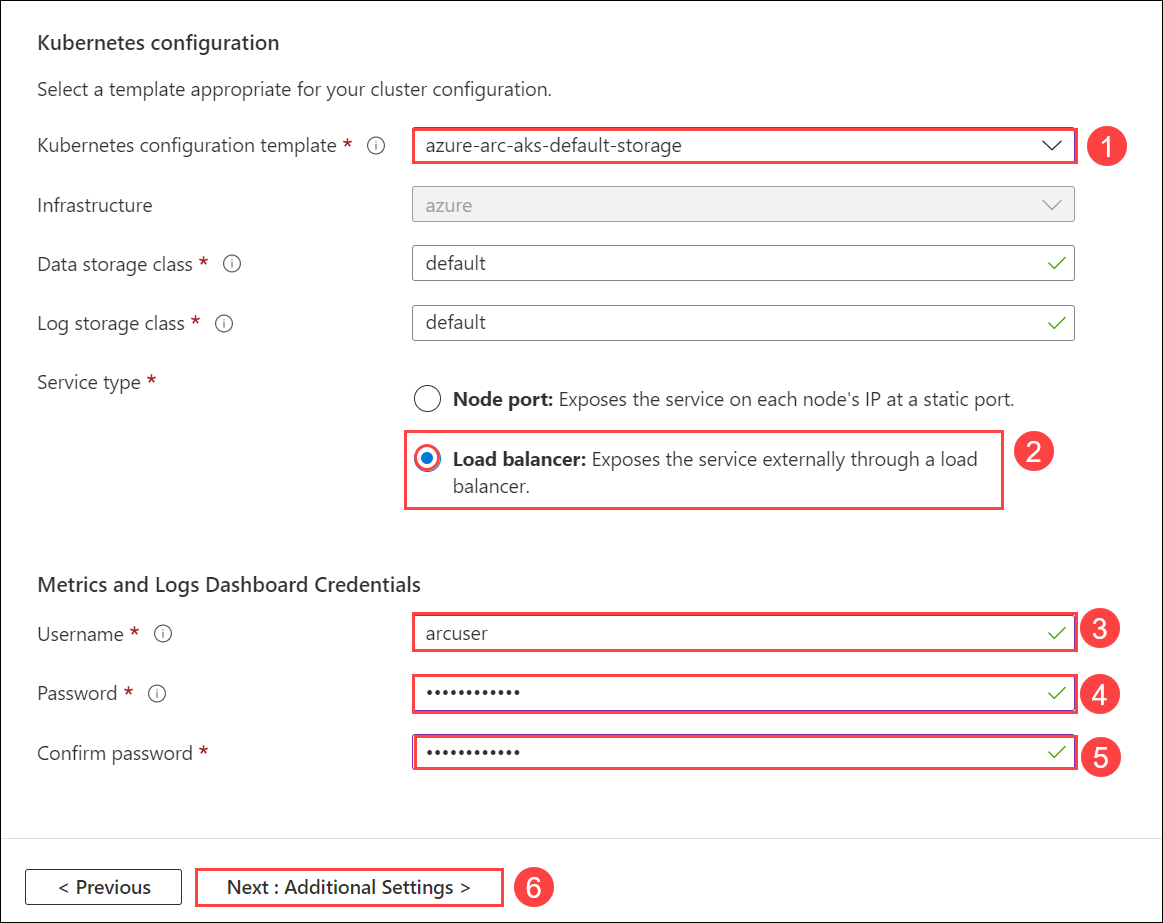 Kubernetes configuration
Select a template appropriate for your cluster configuration.
Kubernetes configuration template * azure-arc-aks-default-storage 1
Infrastructure azure
Data storage class * default
Log storage class * default
Service type *
Node port: Exposes the service on each node's IP at a static port.
Load balancer: Exposes the service externally through a load 2
balancer.
Metrics and Logs Dashboard Credentials
Username * arcuser 3
Password * •••••••••••• 4
Confirm password * •••••••••••• 5
< Previous Next : Additional Settings > 6